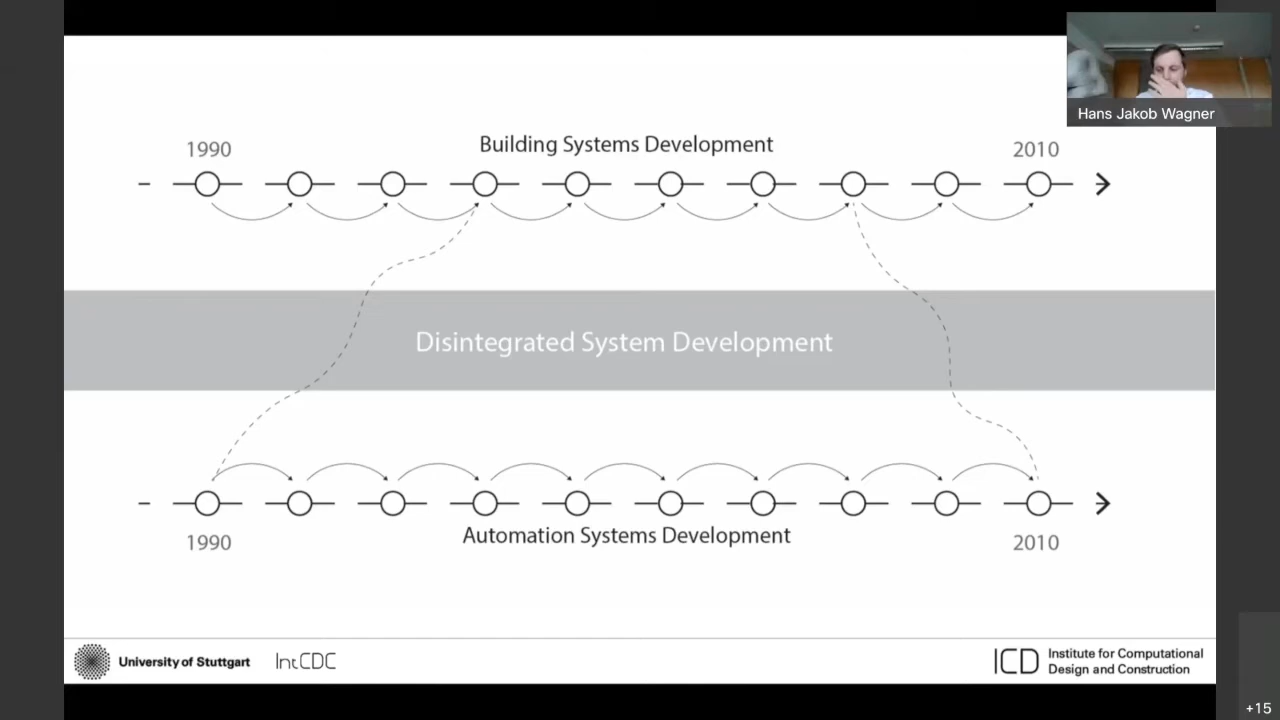 Hans Jakob Wagner
1990
Building Systems Development
2010
Disintegrated System Development
Automation Systems Development
1990
2010
University of Stuttgart
IntCDC
ICD
Institute for Computational
Design and Construction
+15